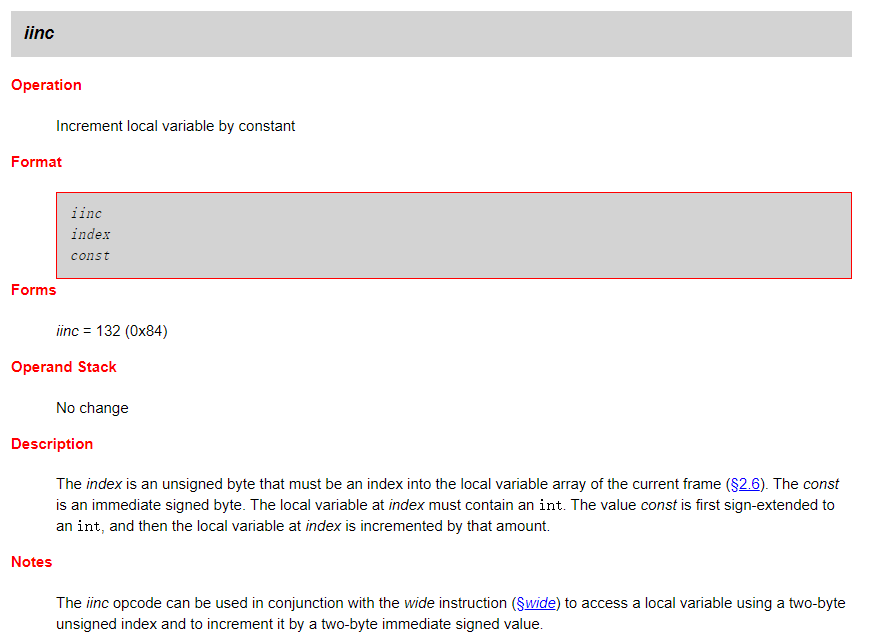 iinc
Operation
Increment local variable by constant
Format
iinc
index
const
Forms
iinc = 132 (0x84)
Operand Stack
No change
Description
The index is an unsigned byte that must be an index into the local variable array of the current frame (§2.6). The const
is an immediate signed byte. The local variable at index must contain an int. The value const is first sign-extended to
an int, and then the local variable at index is incremented by that amount.
Notes
The iinc opcode can be used in conjunction with the wide instruction (§wide) to access a local variable using a two-byte
unsigned index and to increment it by a two-byte immediate signed value.